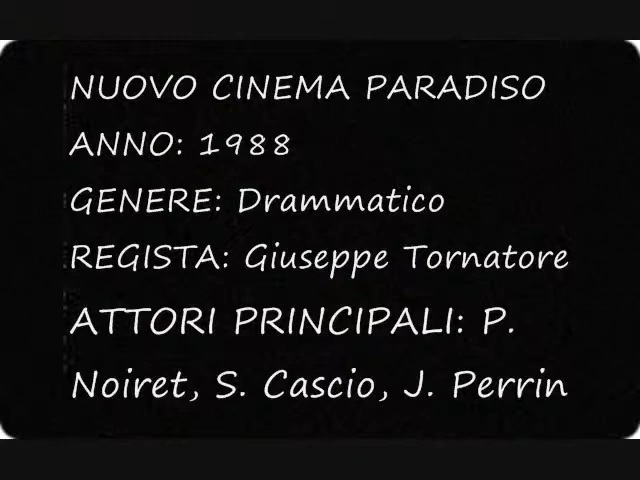 NUOVO CINEMA PARADISO
ANNO: 1988
GENERE: Drammatico
REGISTA: Giuseppe Tornatore
ATTORI PRINCIPALI: P.
Noiret, S. Cascio, J. Perrin